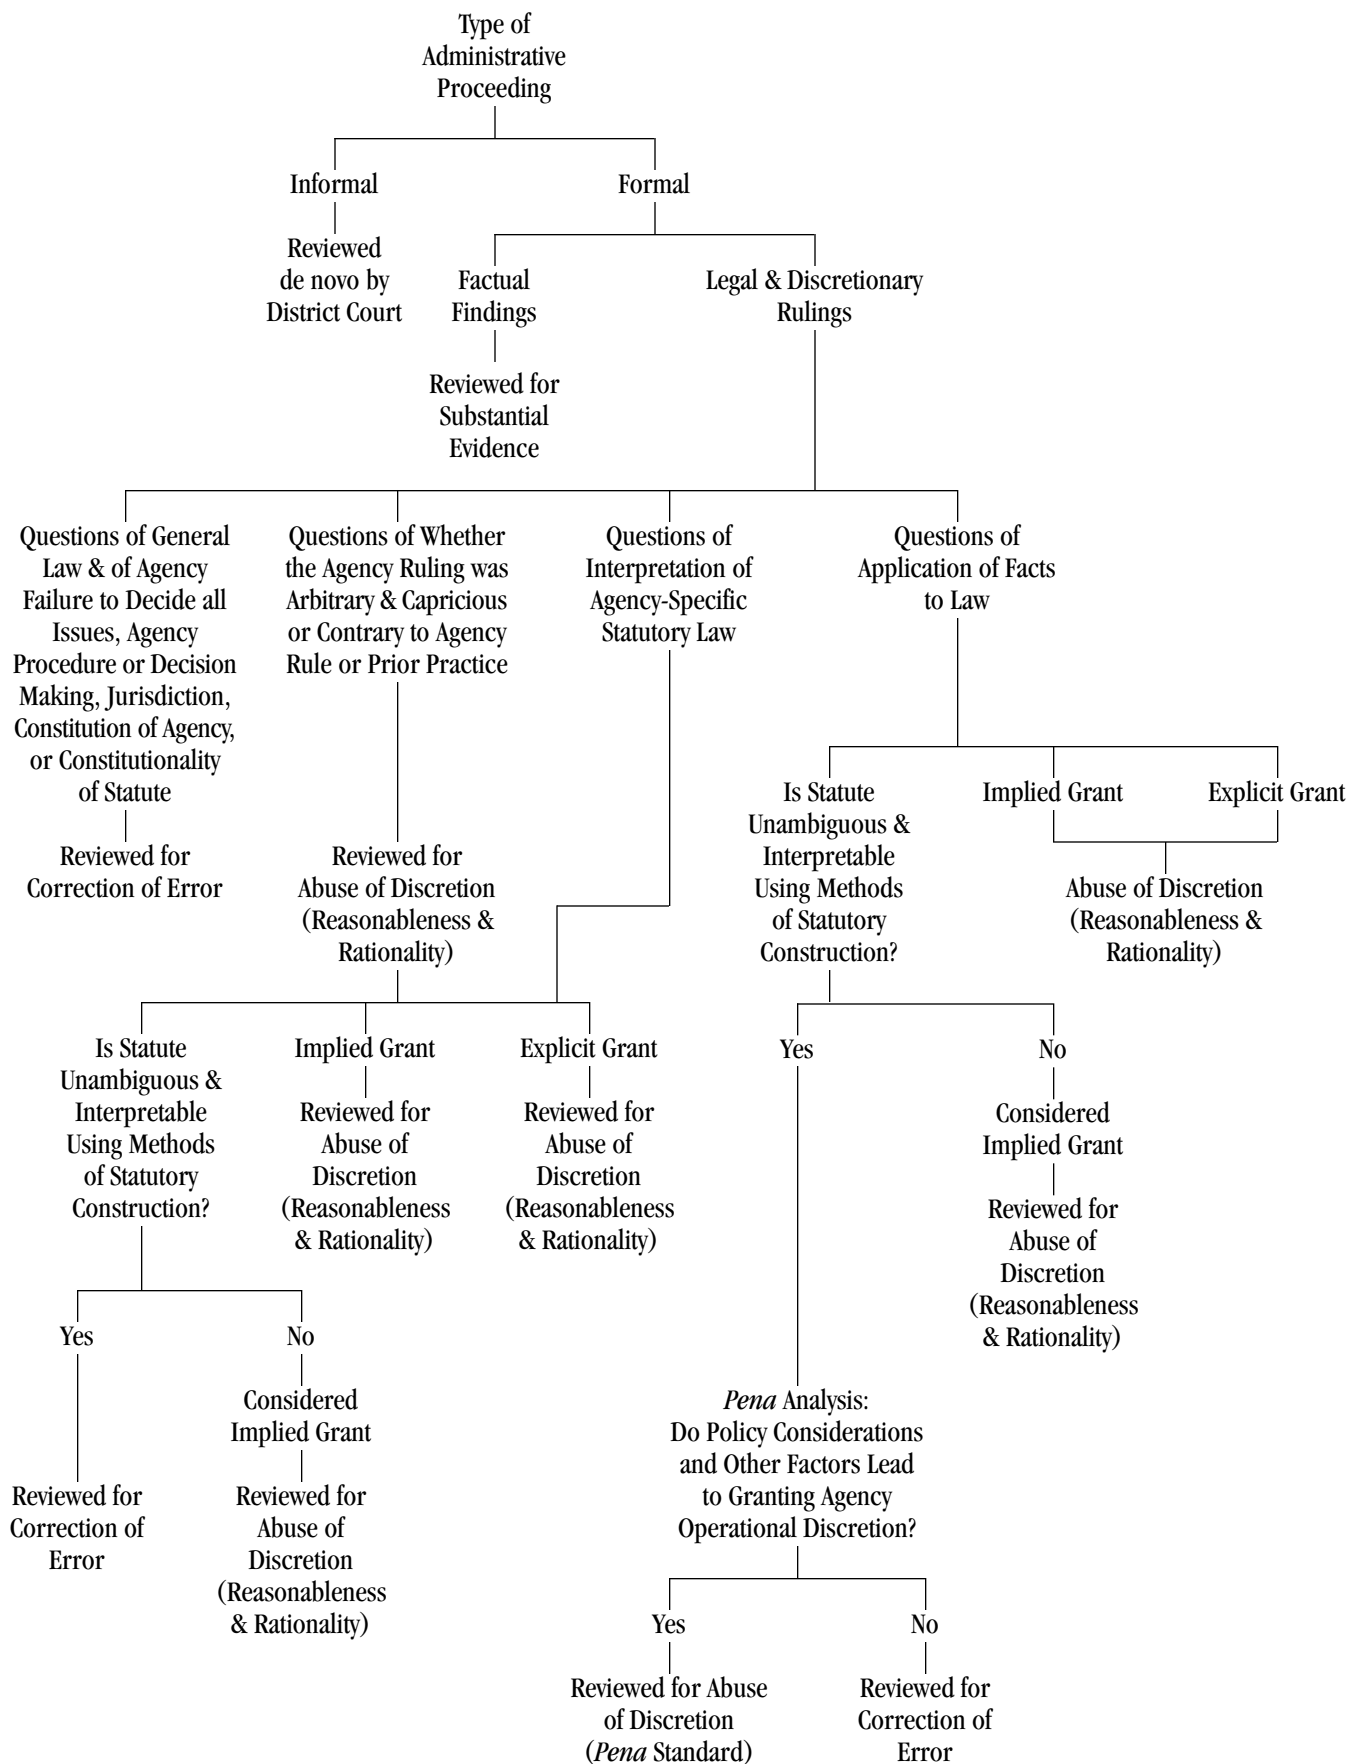 Type of
Administrative
Proceeding
Informal
Formal
Reviewed
de novo by
District Court
Factual
Findings
Legal & Discretionary
Rulings
Reviewed for
Substantial
Evidence
Questions of General
Law & of Agency
Failure to Decide all
Issues, Agency
Procedure or Decision
Making, Jurisdiction,
Constitution of Agency,
or Constitutionality
of Statute
Questions of Whether
the Agency Ruling was
Arbitrary & Capricious
or Contrary to Agency
Rule or Prior Practice
Questions of
Interpretation of
Agency-Specific
Statutory Law
Questions of
Application of Facts
to Law
Reviewed for
Correction of Error
Reviewed for
Abuse of Discretion
(Reasonableness &
Rationality)
Is Statute
Unambiguous &
Interpretable
Using Methods
of Statutory
Construction?
Implied Grant
Explicit Grant
Abuse of Discretion
(Reasonableness &
Rationality)
Is Statute
Unambiguous &
Interpretable
Using Methods
of Statutory
Construction?
Implied Grant
Reviewed for
Abuse of
Discretion
(Reasonableness
& Rationality)
Explicit Grant
Reviewed for
Abuse of
Discretion
(Reasonableness
& Rationality)
Yes
No
Considered
Implied Grant
Reviewed for
Abuse of
Discretion
(Reasonableness
& Rationality)
Yes
No
Considered
Implied Grant
Reviewed for
Correction of
Error
Reviewed for
Abuse of
Discretion
(Reasonableness
& Rationality)
Pena Analysis:
Do Policy Considerations
and Other Factors Lead
to Granting Agency
Operational Discretion?
Yes
No
Reviewed for Abuse
of Discretion
(Pena Standard)
Reviewed for
Correction of
Error